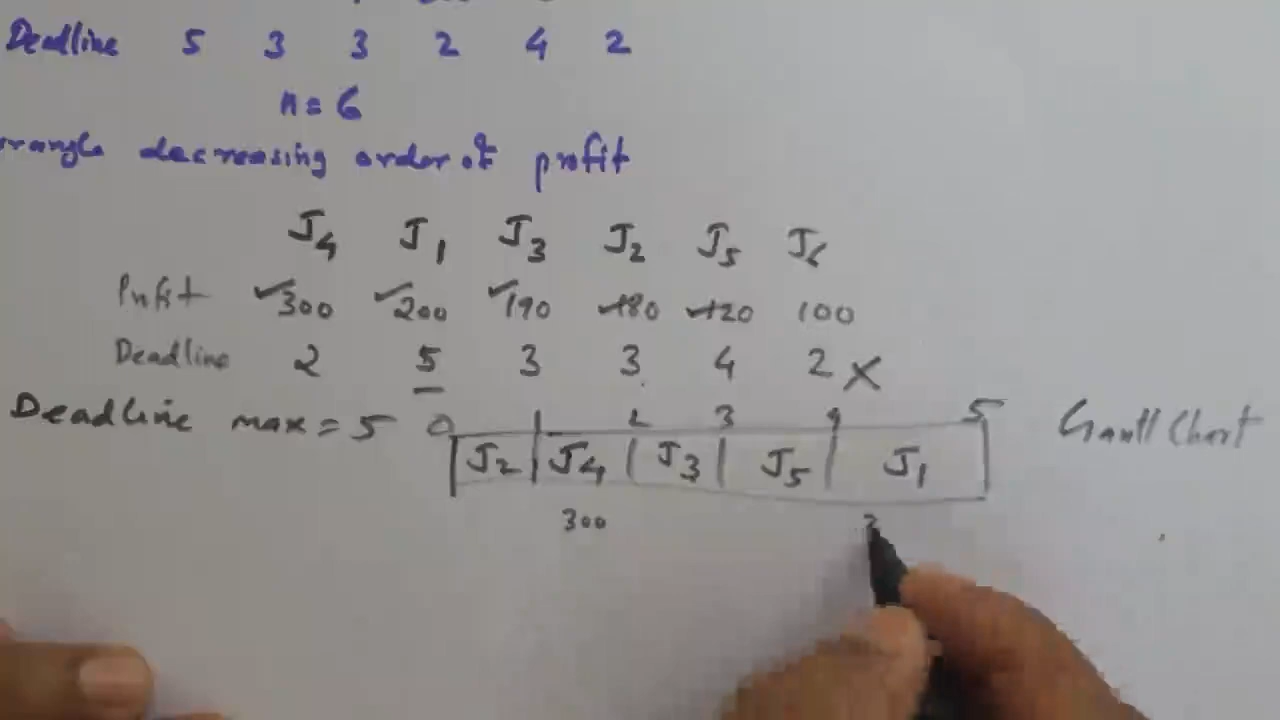 Deadline 5 3 3 2 4 2
n = 6
decreasing order of profit
J4 J1 J3 J2 J5 J6
Profit ✓300 ✓200 ✓190 ✓180 ✓120 100
Deadline 2 5 3 3 4 2 X
Deadline max = 5 0 1 2 3 4 5 Gantt Chart
J2 J4 J3 J5 J1
300